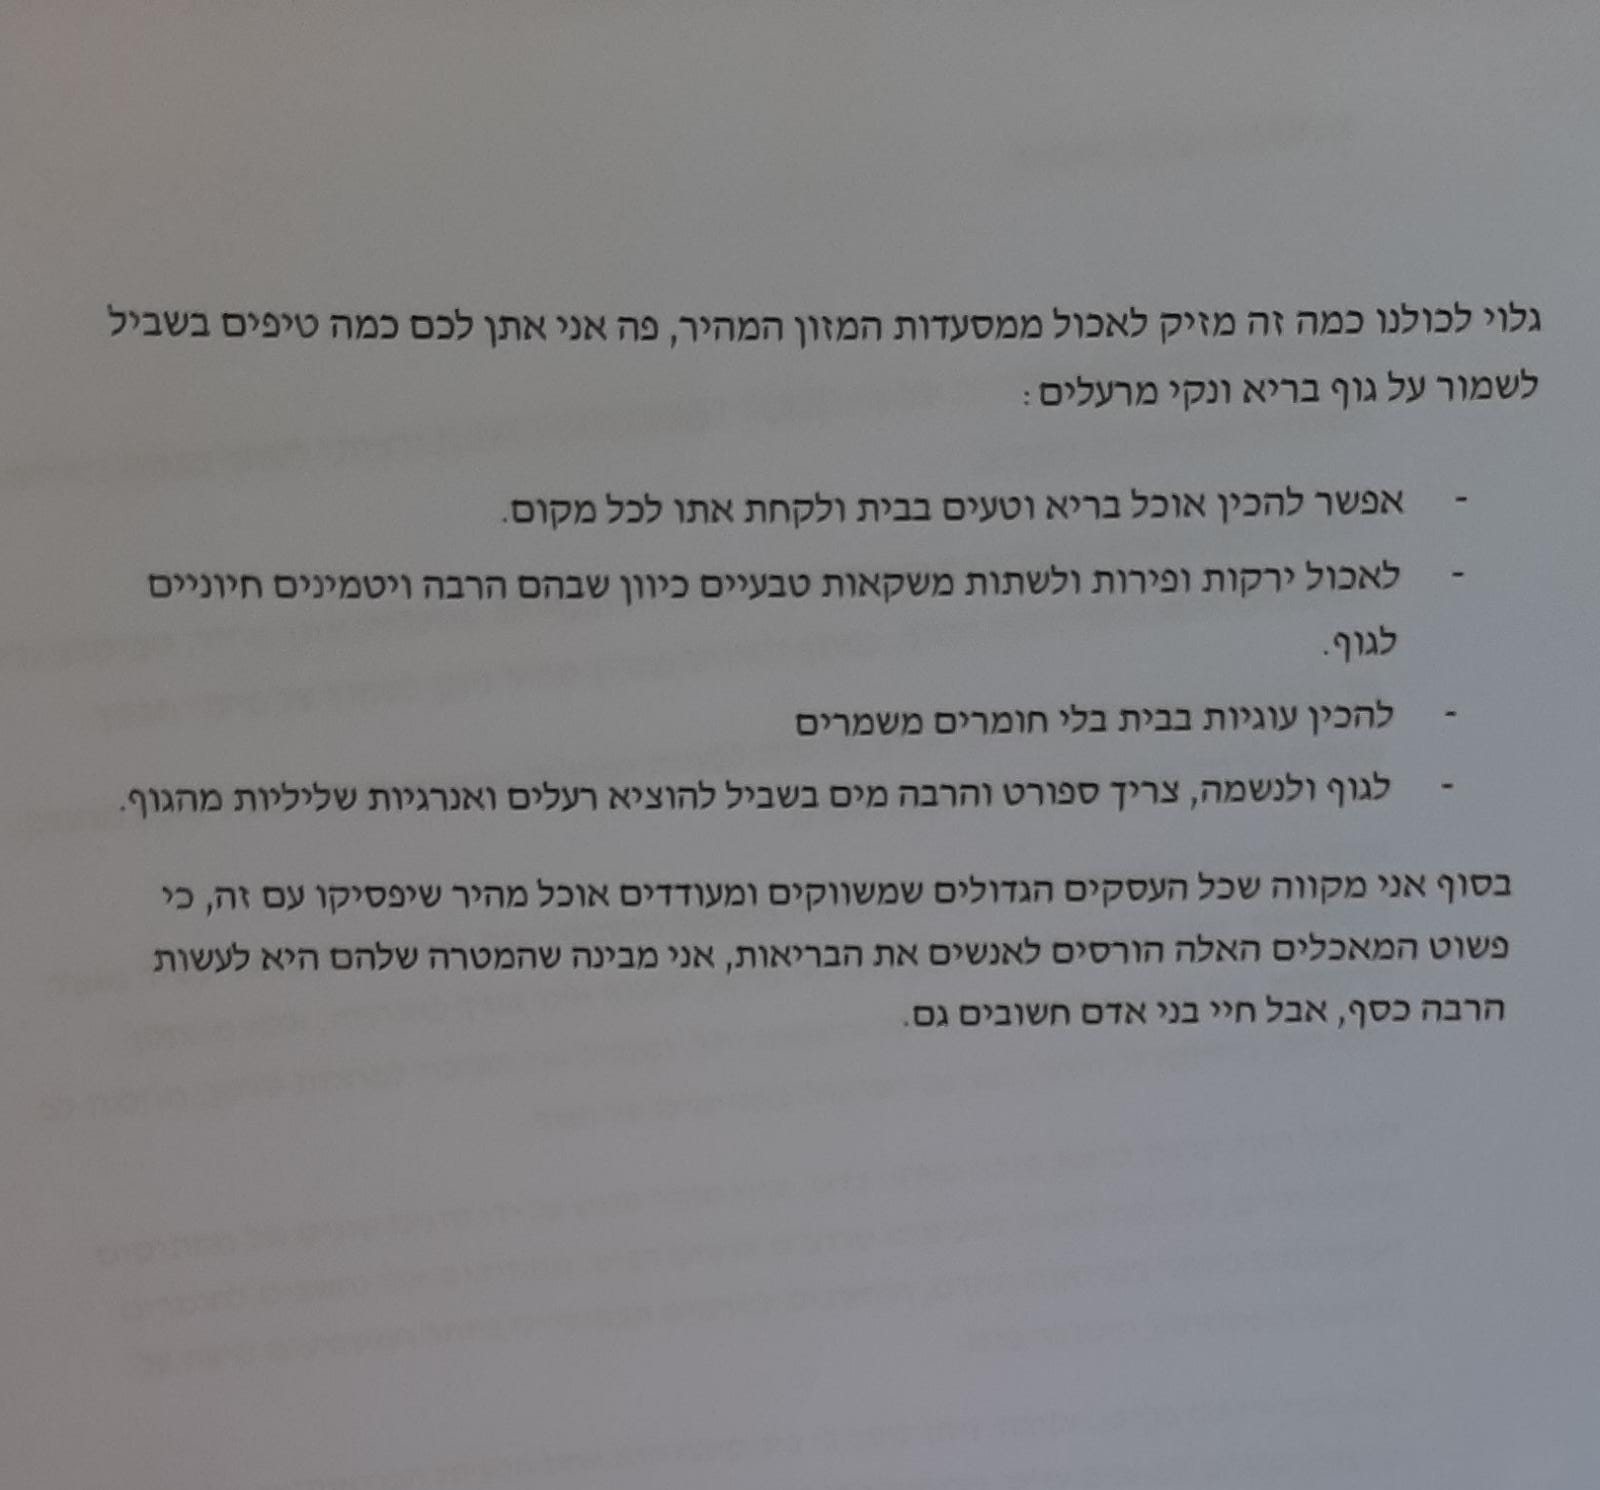 גלוי לכולנו כמה זה מזיק לאכול ממסעדות המזון המהיר, פה אני אתן לכם כמה טיפים בשביל
לשמור על גוף בריא ונקי מרעלים:
- אפשר להכין אוכל בריא וטעים בבית ולקחת אתו לכל מקום.
- לאכול ירקות ופירות ולשתות משקאות טבעיים כיוון שבהם הרבה ויטמינים חיוניים
לגוף.
- להכין עוגיות בבית בלי חומרים משמרים
- לגוף ולנשמה, צריך ספורט והרבה מים בשביל להוציא רעלים ואנרגיות שליליות מהגוף.
בסוף אני מקווה שכל העסקים הגדולים שמשווקים ומעודדים אוכל מהיר שיפסיקו עם זה, כי
פשוט המאכלים האלה הורסים לאנשים את הבריאות, אני מבינה שהמטרה שלהם היא לעשות
הרבה כסף, אבל חיי בני אדם חשובים גם.